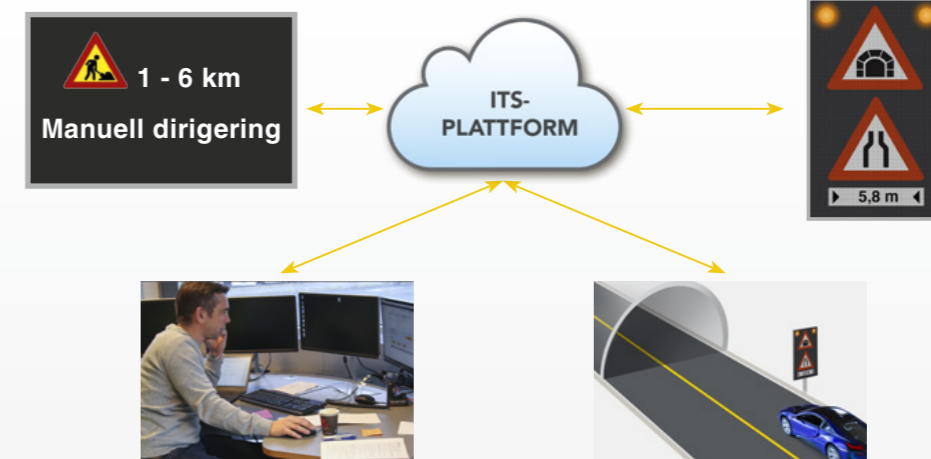 1 - 6 km
Manuell dirigering
ITS-
PLATTFORM
5,8 m